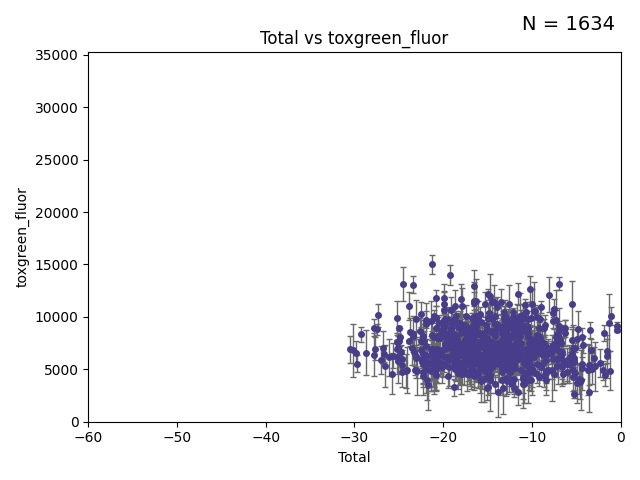 N = 1634
Total vs toxgreen_fluor
35000
30000
25000
20000
15000
10000
5000
0
toxgreen_fluor
−60 −50 −40 −30 −20 −10 0
Total